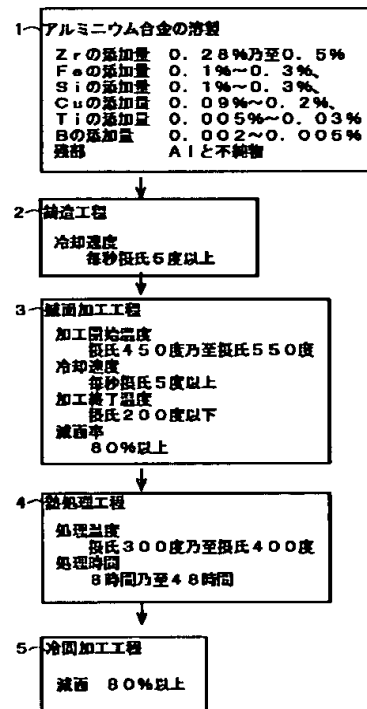 1 アルミニウム合金の溶製
Zrの添加量 0.28%乃至0.5%
Feの添加量 0.1%~0.3%、
Siの添加量 0.1%~0.3%、
Cuの添加量 0.09%~0.2%、
Tiの添加量 0.005%~0.03%
Bの添加量 0.002~0.005%
残部 Alと不純物
2 鋳造工程
冷却速度
毎秒摂氏5度以上
3 減面加工工程
加工開始温度
摂氏450度乃至摂氏550度
冷却速度
毎秒摂氏5度以上
加工終了温度
摂氏200度以下
減面率
80%以上
4 熱処理工程
処理温度
摂氏300度乃至摂氏400度
処理時間
8時間乃至48時間
5 冷間加工工程
減面 80%以上